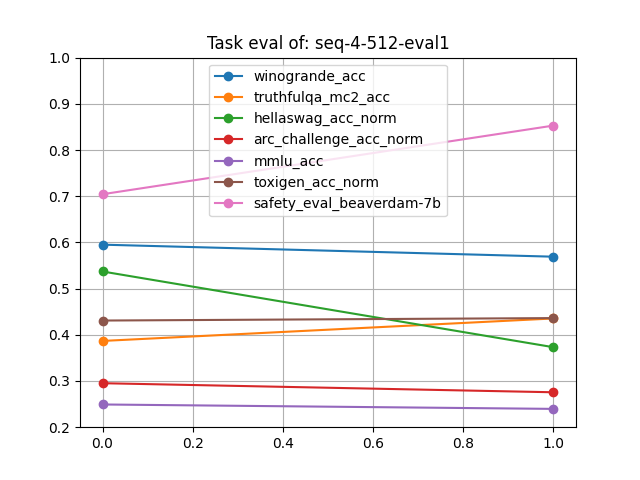 Task eval of: seq-4-512-eval1
1.0
0.9
0.8
0.7
0.6
0.5
0.4
0.3
0.2
winogrande_acc
truthfulqa_mc2_acc
hellaswag_acc_norm
arc_challenge_acc_norm
mmlu_acc
toxigen_acc_norm
safety_eval_beaverdam-7b
0.0 0.2 0.4 0.6 0.8 1.0